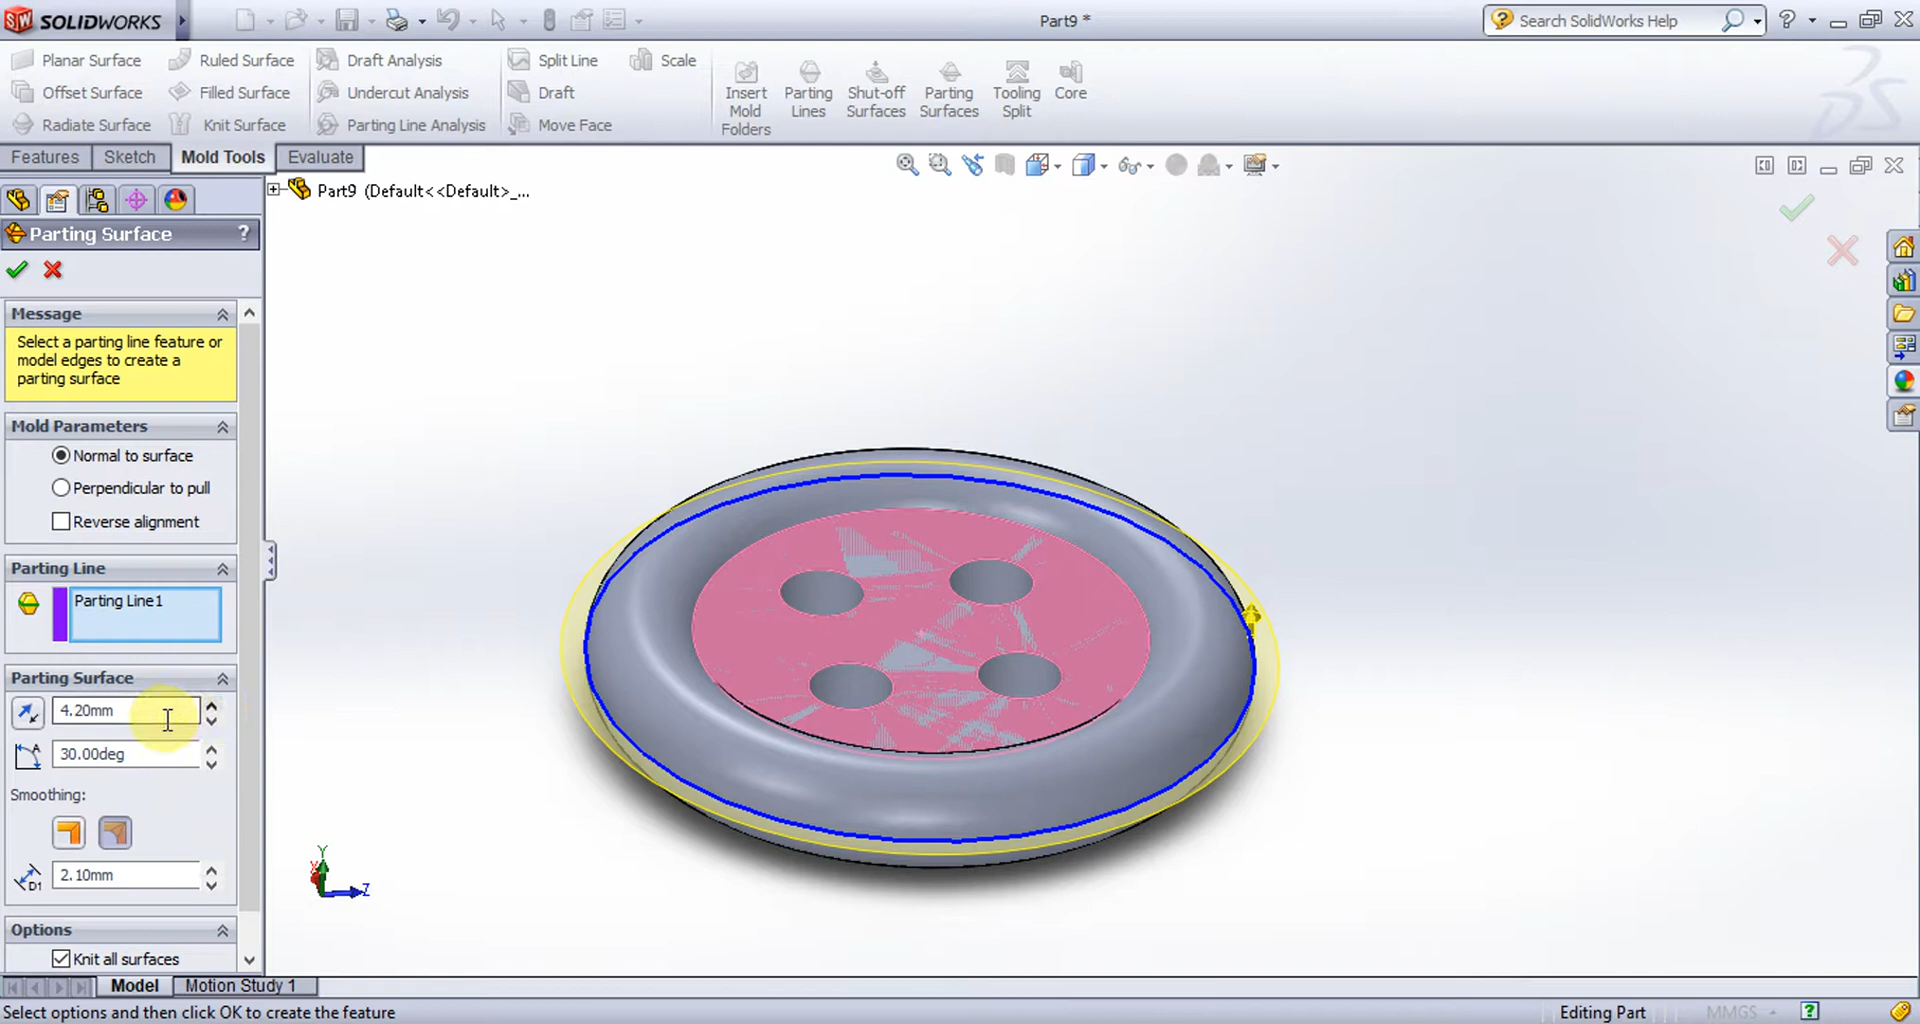 SW SOLIDWORKS
Part9 *
Search SolidWorks Help
Planar Surface
Ruled Surface
Draft Analysis
Split Line
Scale
Offset Surface
Filled Surface
Undercut Analysis
Draft
Radiate Surface
Knit Surface
Parting Line Analysis
Move Face
Insert
Mold
Folders
Parting
Lines
Shut-off
Surfaces
Parting
Surfaces
Tooling
Split
Core
Features
Sketch
Mold Tools
Evaluate
Part9 (Default<<Default>_...
Parting Surface
?
Message
Select a parting line feature or
model edges to create a
parting surface
Mold Parameters
Normal to surface
Perpendicular to pull
Reverse alignment
Parting Line
Parting Line1
Parting Surface
4.20mm
A
30.00deg
Smoothing:
D1
2.10mm
Options
Knit all surfaces
Y
X
Z
Model
Motion Study 1
Select options and then click OK to create the feature
Editing Part
MMGS
?